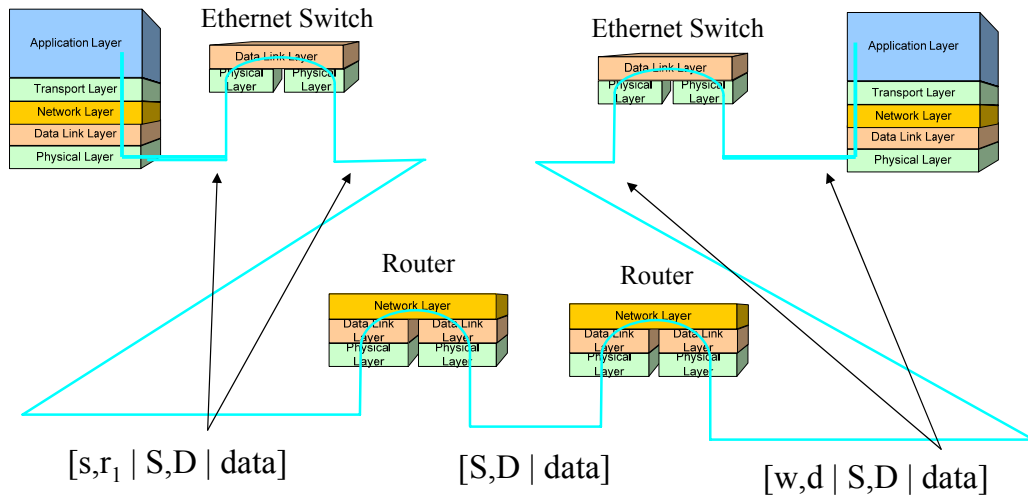 Ethernet Switch
Ethernet Switch
Application Layer
Transport Layer
Network Layer
Data Link Layer
Physical Layer
Data Link Layer
Physical Layer
Physical Layer
Data Link Layer
Physical Layer
Physical Layer
Application Layer
Transport Layer
Network Layer
Data Link Layer
Physical Layer
Router
Router
Network Layer
Data Link Layer
Data Link Layer
Physical Layer
Physical Layer
Network Layer
Data Link Layer
Data Link Layer
Physical Layer
Physical Layer
[s,r₁ | S,D | data]
[S,D | data]
[w,d | S,D | data]